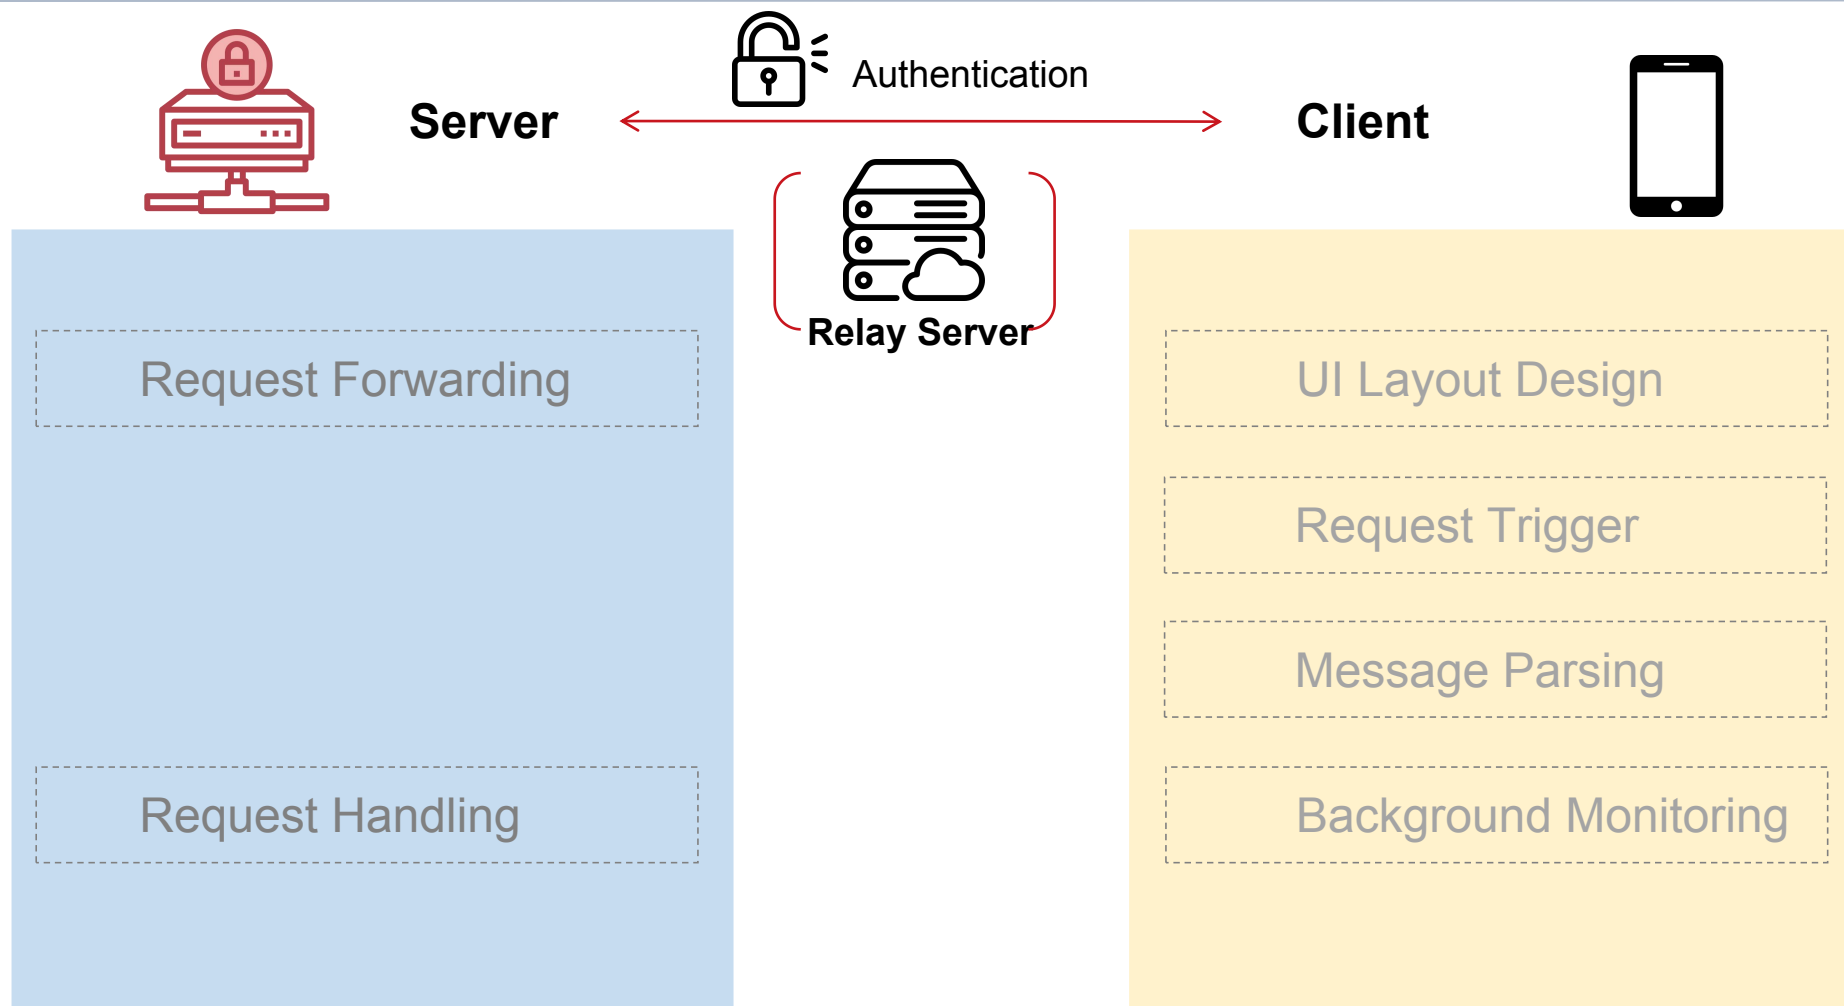 Authentication
Server
Client
Relay Server
Request Forwarding
Request Handling
UI Layout Design
Request Trigger
Message Parsing
Background Monitoring